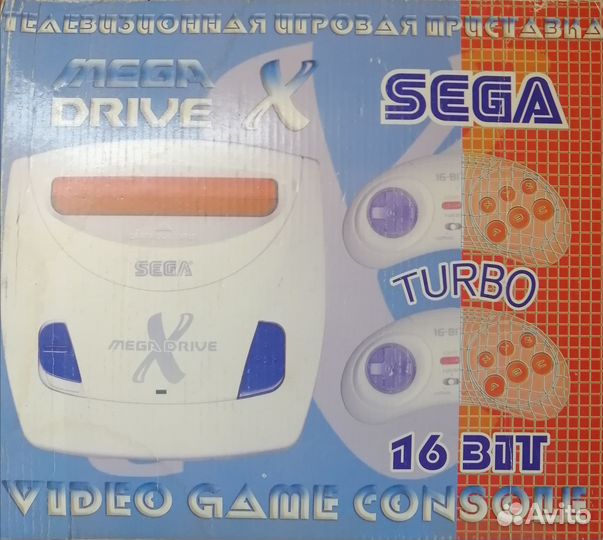 ТЕЛЕВИЗИОННАЯ ИГРОВАЯ ПРИСТАВКА
MEGA
DRIVE X
SEGA
16-BIT
SEGA
TURBO
MEGA DRIVE
X
16-BIT
16 BIT
VIDEO GAME CONSOLE
Avito